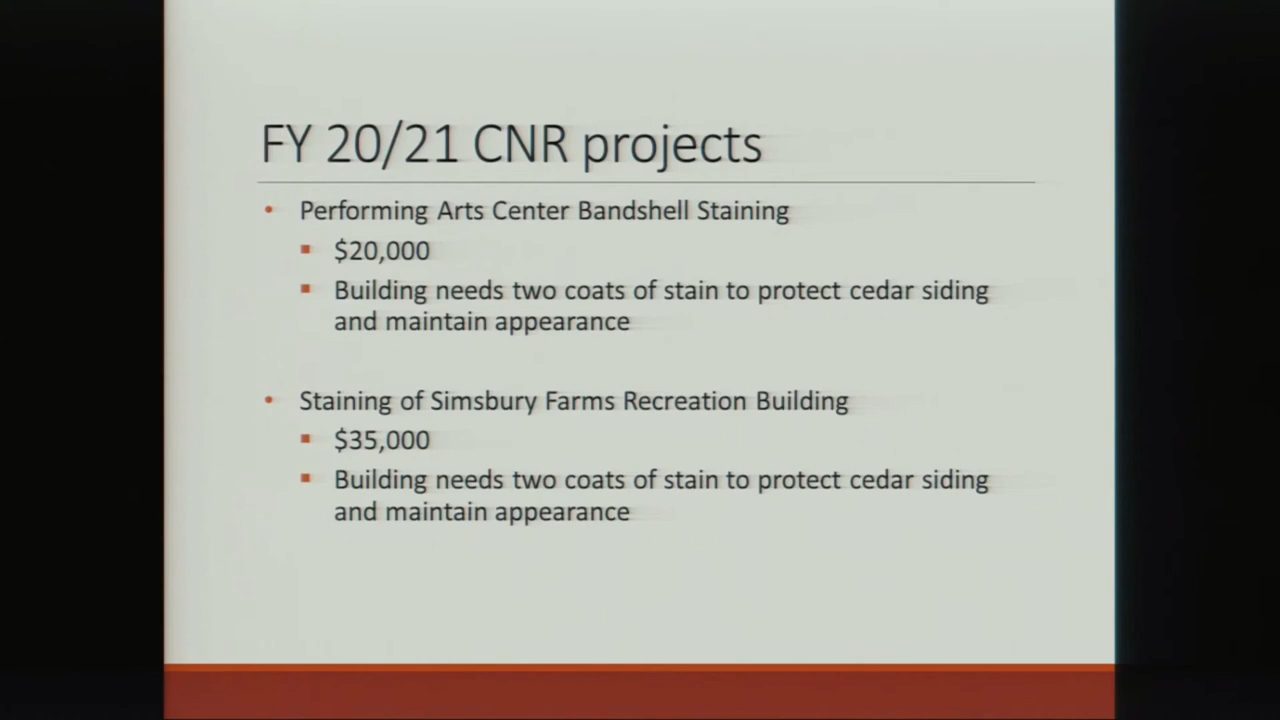 FY 20/21 CNR projects
• Performing Arts Center Bandshell Staining
▪ $20,000
▪ Building needs two coats of stain to protect cedar siding
and maintain appearance
• Staining of Simsbury Farms Recreation Building
▪ $35,000
▪ Building needs two coats of stain to protect cedar siding
and maintain appearance